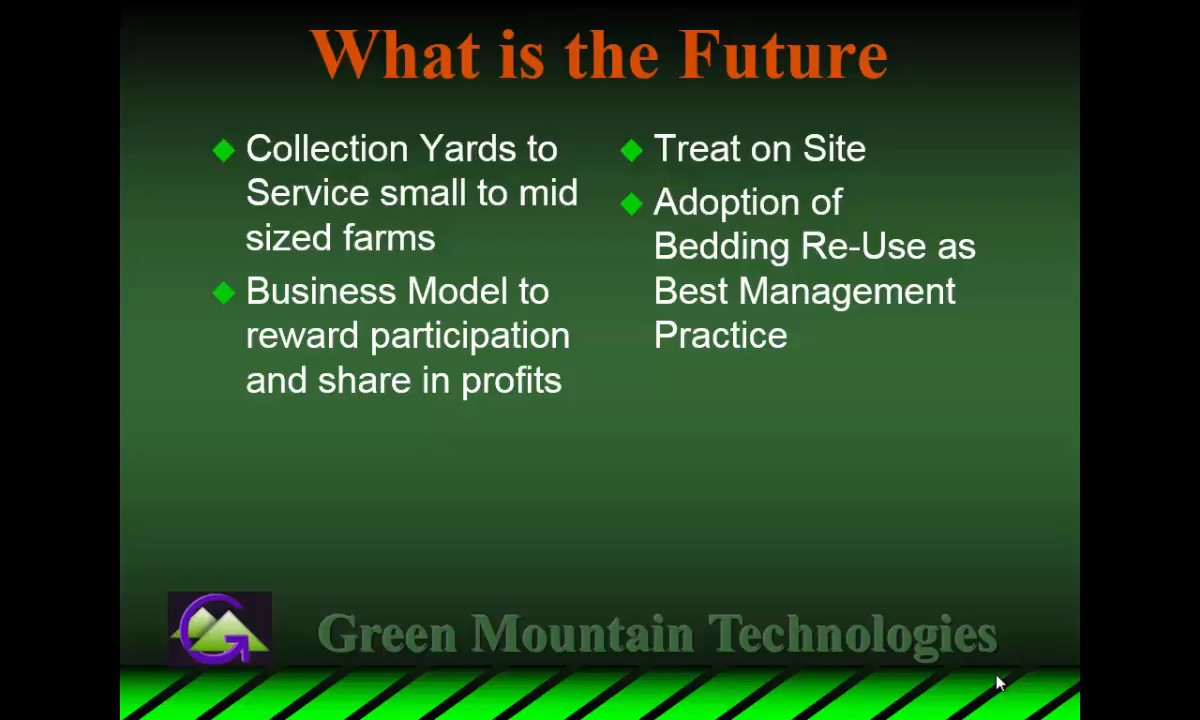 What is the Future
Collection Yards to
Service small to mid
sized farms
Business Model to
reward participation
and share in profits
Treat on Site
Adoption of
Bedding Re-Use as
Best Management
Practice
Green Mountain Technologies